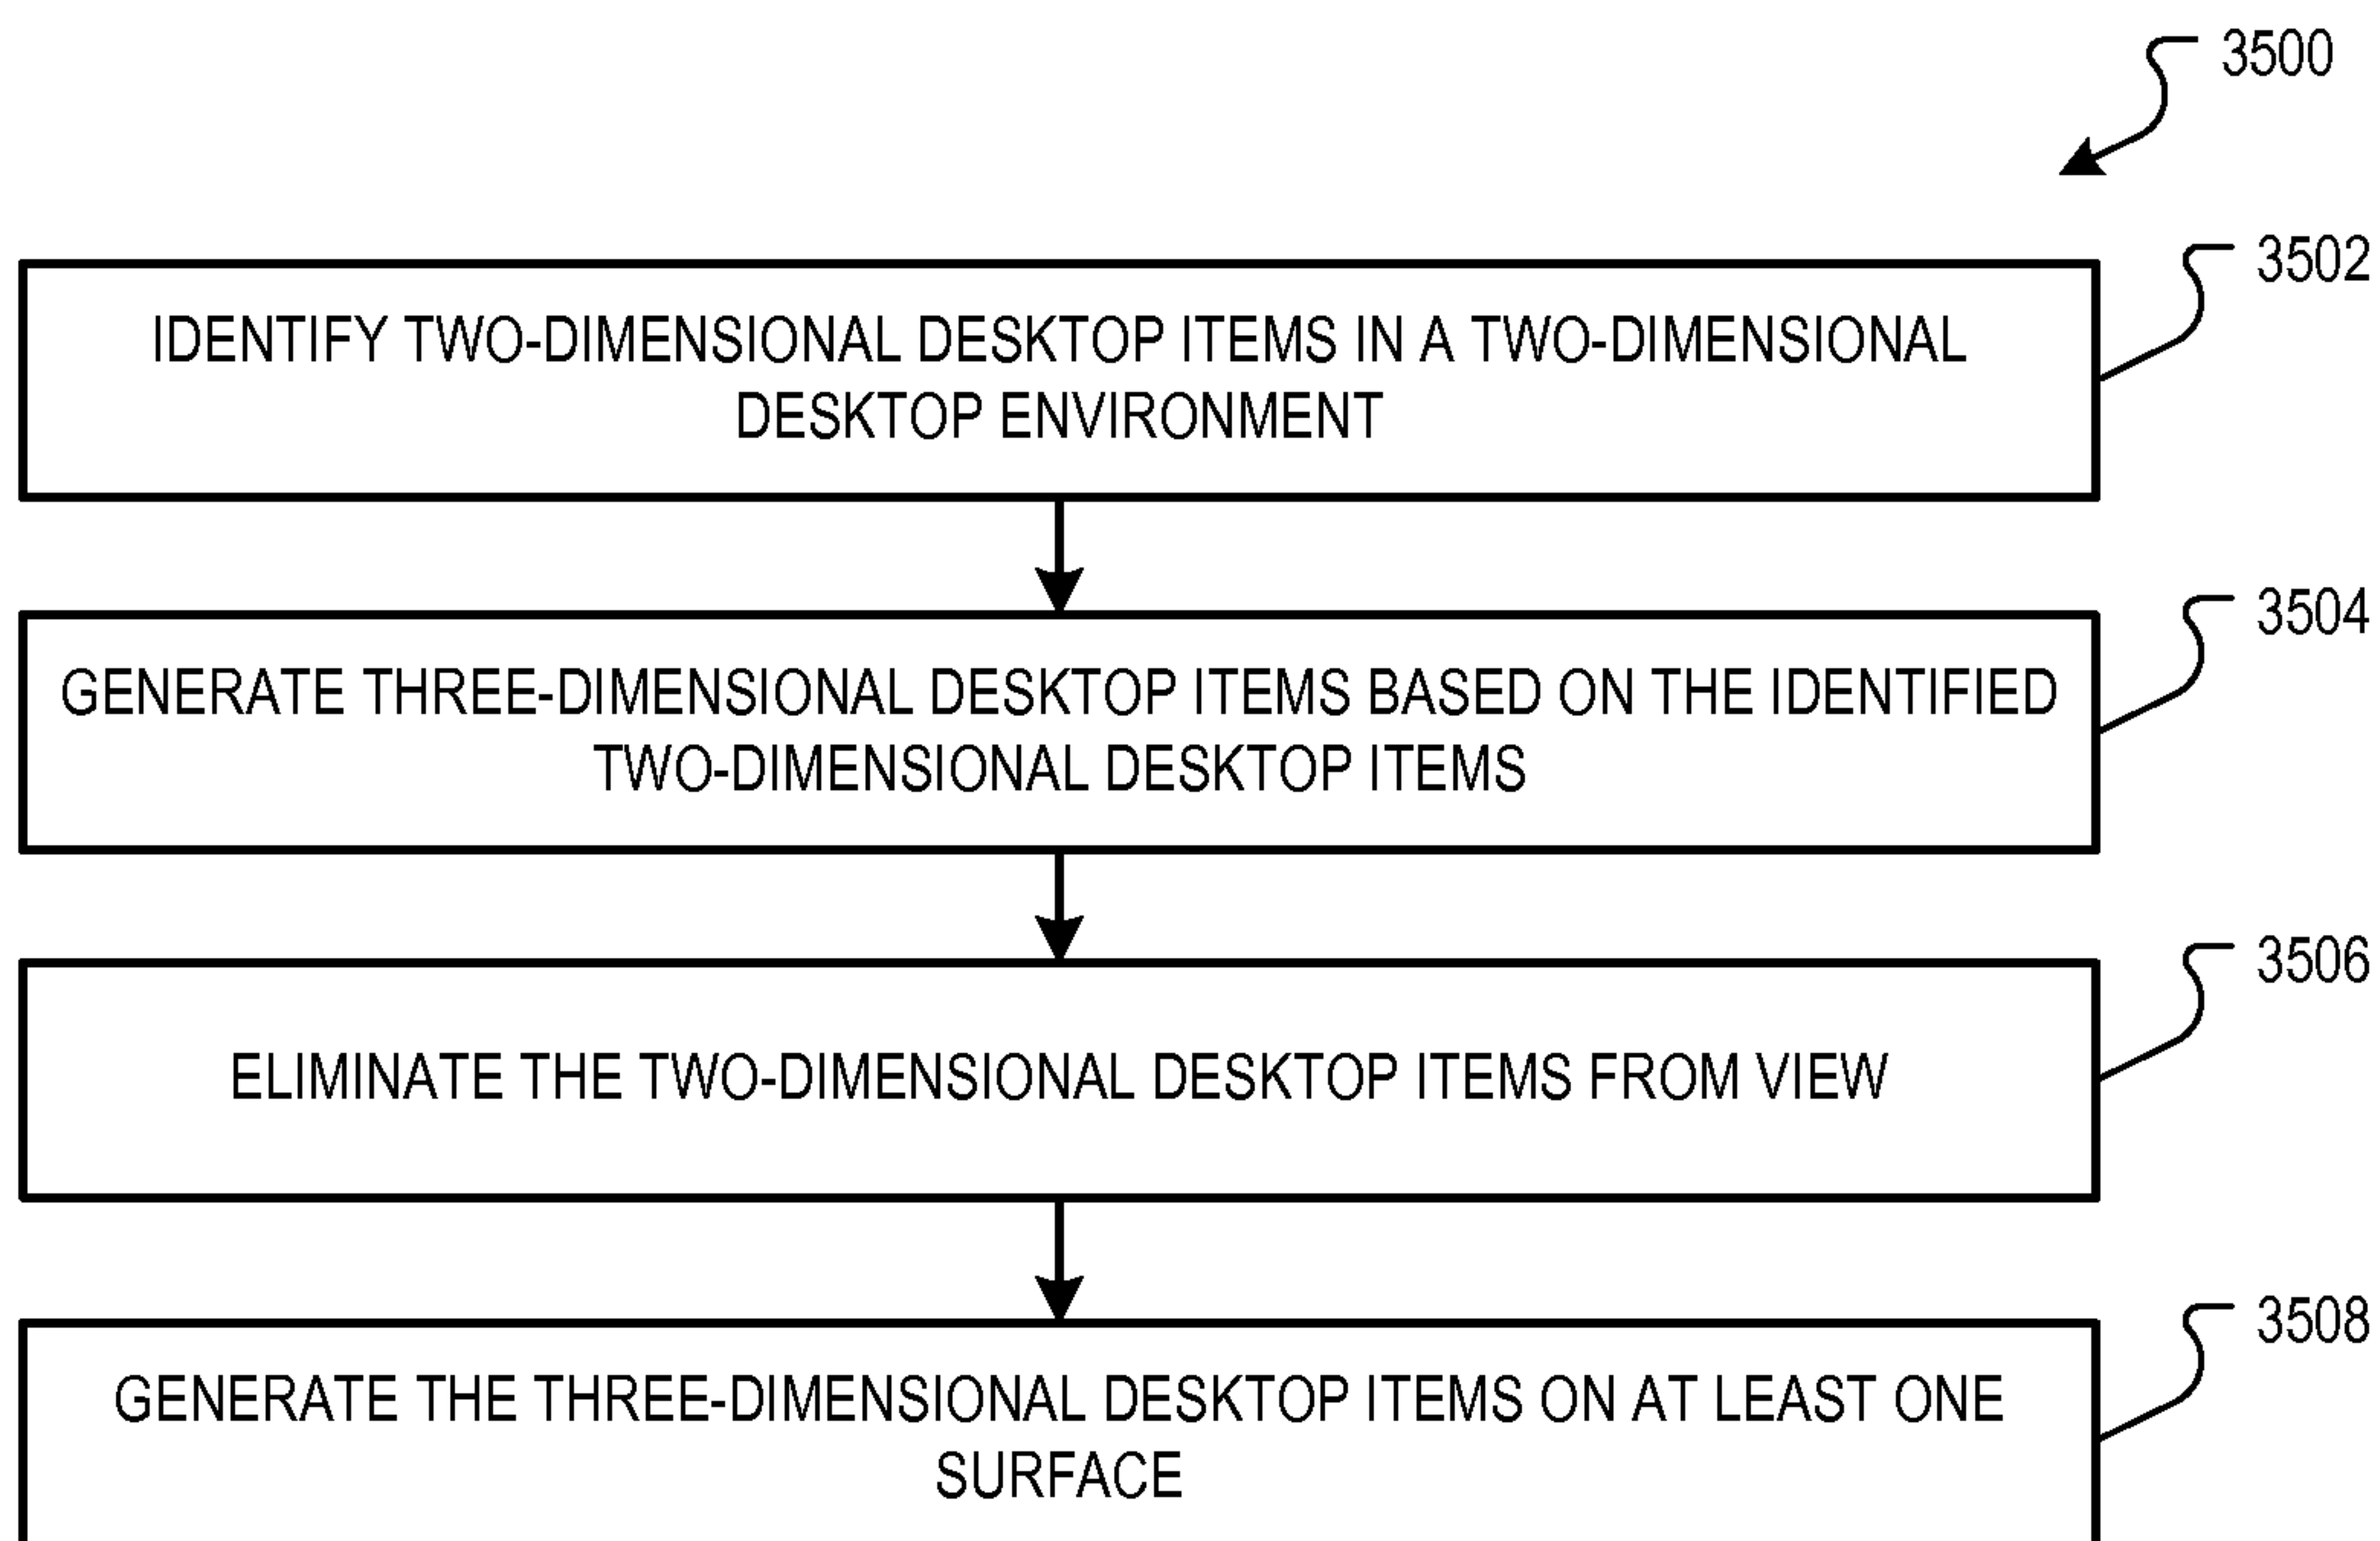 3500
3502
IDENTIFY TWO-DIMENSIONAL DESKTOP ITEMS IN A TWO-DIMENSIONAL
DESKTOP ENVIRONMENT
3504
GENERATE THREE-DIMENSIONAL DESKTOP ITEMS BASED ON THE IDENTIFIED
TWO-DIMENSIONAL DESKTOP ITEMS
3506
ELIMINATE THE TWO-DIMENSIONAL DESKTOP ITEMS FROM VIEW
3508
GENERATE THE THREE-DIMENSIONAL DESKTOP ITEMS ON AT LEAST ONE
SURFACE